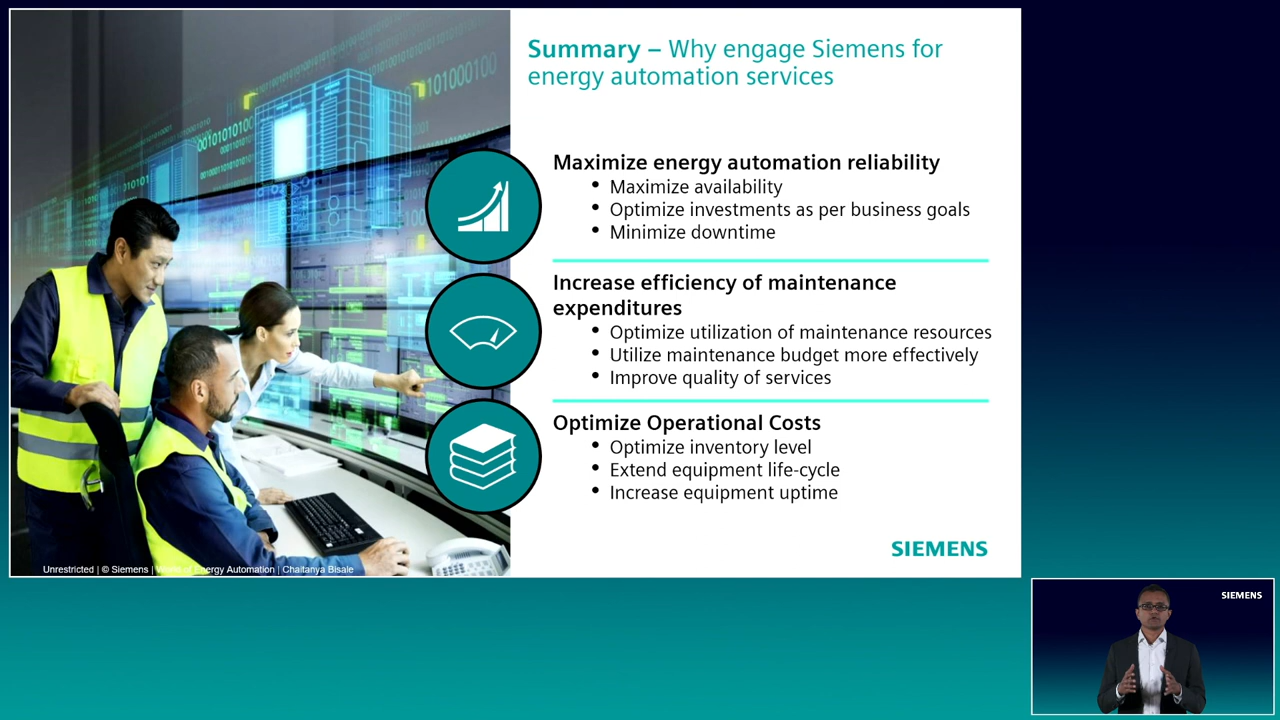 Summary – Why engage Siemens for
energy automation services
Maximize energy automation reliability
• Maximize availability
• Optimize investments as per business goals
• Minimize downtime
Increase efficiency of maintenance
expenditures
• Optimize utilization of maintenance resources
• Utilize maintenance budget more effectively
• Improve quality of services
Optimize Operational Costs
• Optimize inventory level
• Extend equipment life-cycle
• Increase equipment uptime
SIEMENS
Unrestricted | © Siemens | World of Energy Automation | Chaitanya Bisale
SIEMENS